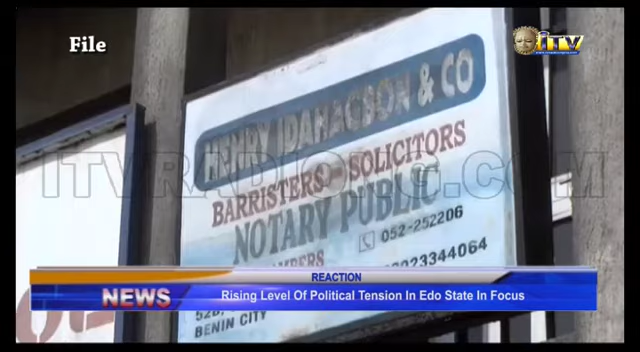 File
iTV
HENRY IDAHAGBON & CO
BARRISTERS SOLICITORS
NOTARY PUBLIC
052-252206
08023344064
BENIN CITY
ITVRADIONG.COM
REACTION
NEWS
Rising Level Of Political Tension In Edo State In Focus